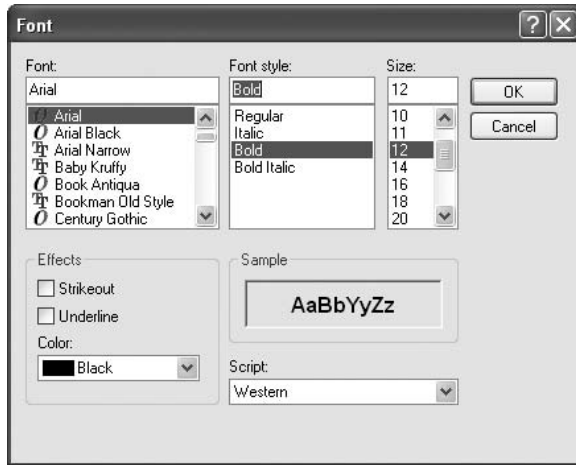 Font
Font:
Arial
Arial
Arial Black
Arial Narrow
Baby Kruffy
Book Antiqua
Bookman Old Style
Century Gothic
Font style:
Bold
Regular
Italic
Bold
Bold Italic
Size:
12
10
11
12
14
16
18
20
OK
Cancel
Effects
Strikeout
Underline
Color:
Black
Sample
AaBbYyZz
Script:
Western